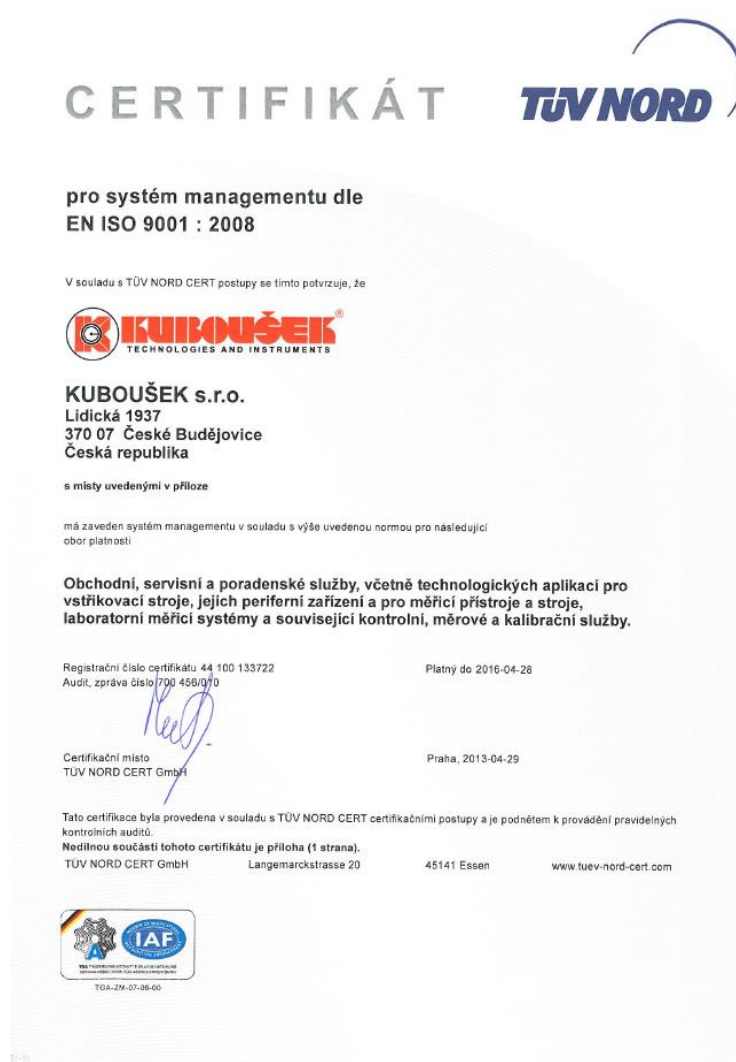 CERTIFIKÁT
TÜV NORD
pro systém managementu dle
EN ISO 9001 : 2008
V souladu s TÜV NORD CERT postupy se tímto potvrzuje, že
KUBOUŠEK®
TECHNOLOGIES AND INSTRUMENTS
KUBOUŠEK s.r.o.
Lidická 1937
370 07 České Budějovice
Česká republika
s místy uvedenými v příloze
má zaveden systém managementu v souladu s výše uvedenou normou pro následující
obor platnosti
Obchodní, servisní a poradenské služby, včetně technologických aplikací pro
vstřikovací stroje, jejich periferní zařízení a pro měřicí přístroje a stroje,
laboratorní měřicí systémy a související kontrolní, měrové a kalibrační služby.
Registrační číslo certifikátu 44 100 133722
Platný do 2016-04-28
Audit, zpráva číslo 700 456/010
Certifikační místo
Praha, 2013-04-29
TÜV NORD CERT GmbH
Tato certifikace byla provedena v souladu s TÜV NORD CERT certifikačními postupy a je podnětem k provádění pravidelných
kontrolních auditů.
Nedílnou součástí tohoto certifikátu je příloha (1 strana).
TÜV NORD CERT GmbH Langemarckstrasse 20 45141 Essen www.tuev-nord-cert.com
IAF
TGA-ZM-07-06-00